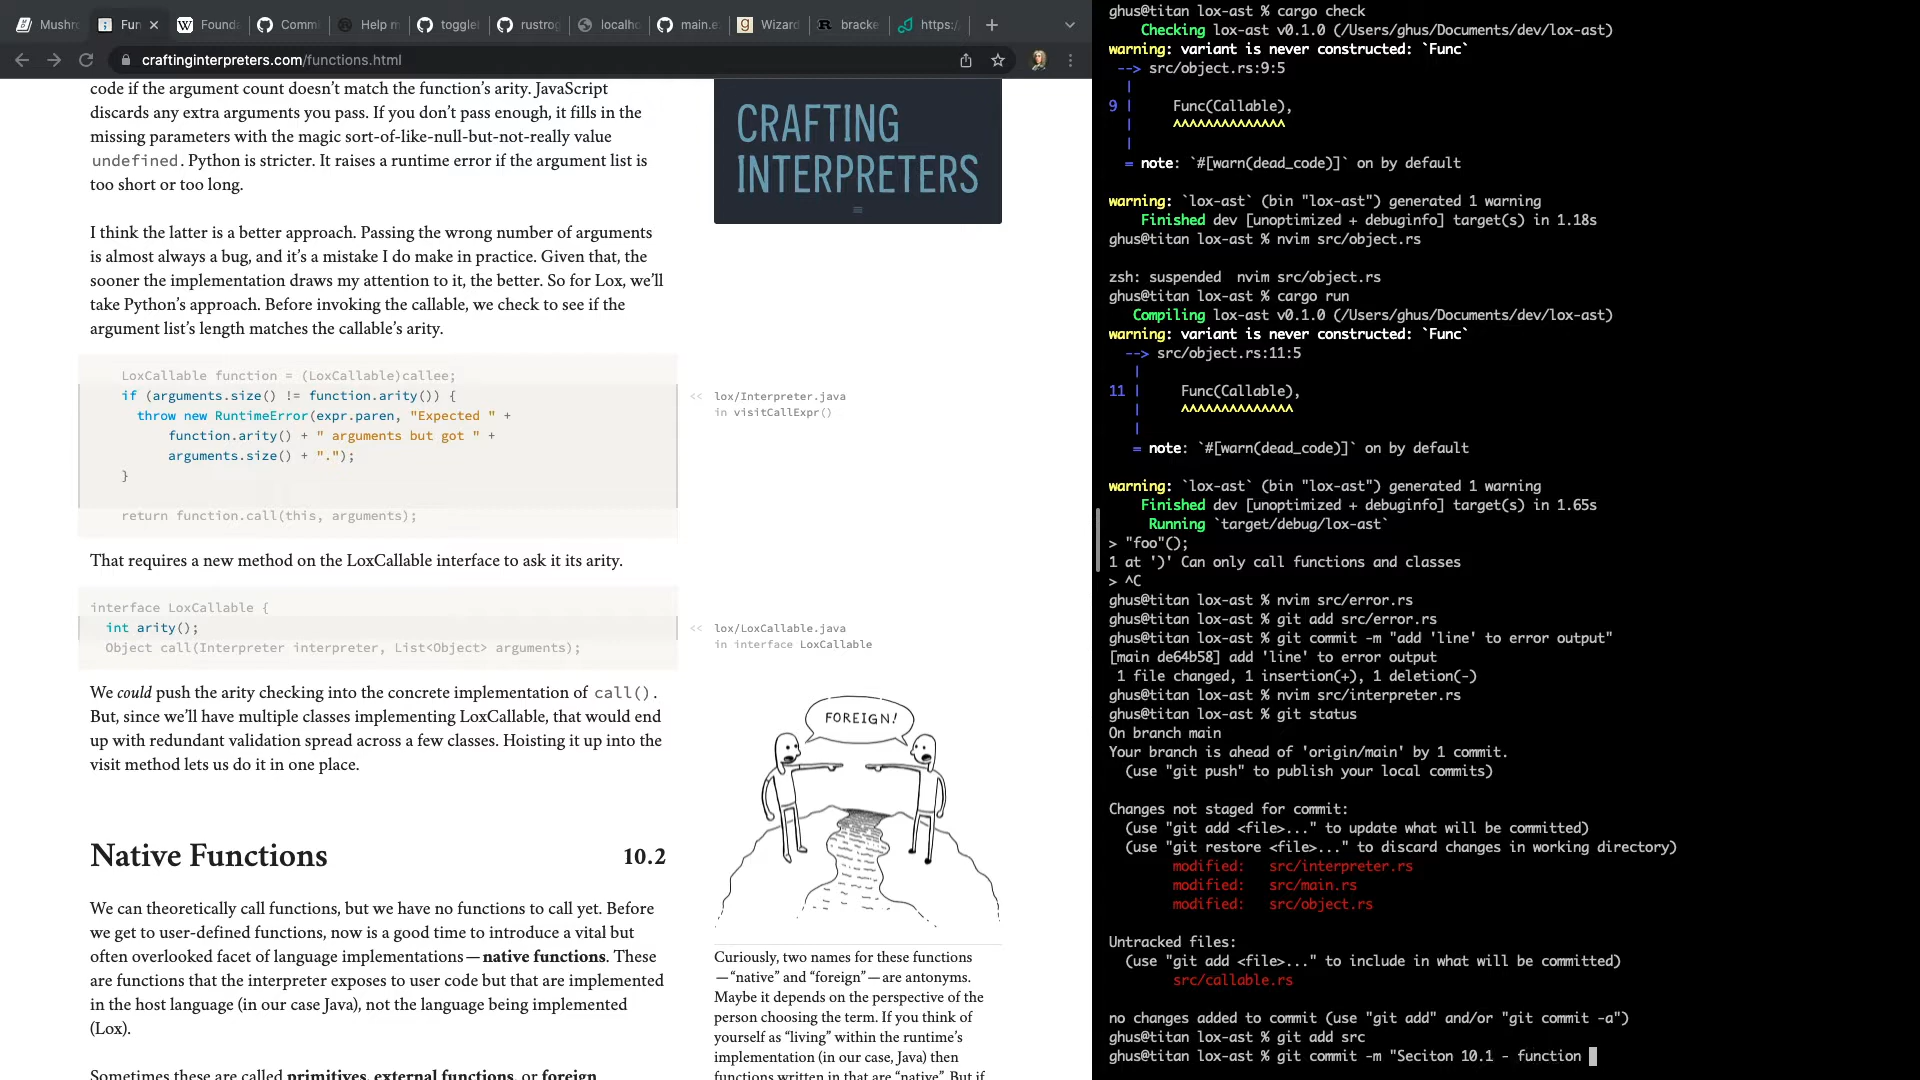 Mushr
Fun
Founda
Commi
Help m
toggle
rustrog
localho
main.e
Wizard
bracke
https:/
craftinginterpreters.com/functions.html
code if the argument count doesn’t match the function’s arity. JavaScript
discards any extra arguments you pass. If you don’t pass enough, it fills in the
missing parameters with the magic sort-of-like-null-but-not-really value
undefined. Python is stricter. It raises a runtime error if the argument list is
too short or too long.
I think the latter is a better approach. Passing the wrong number of arguments
is almost always a bug, and it’s a mistake I do make in practice. Given that, the
sooner the implementation draws my attention to it, the better. So for Lox, we’ll
take Python’s approach. Before invoking the callable, we check to see if the
argument list’s length matches the callable’s arity.
LoxCallable function = (LoxCallable)callee;
if (arguments.size() != function.arity()) {
throw new RuntimeError(expr.paren, "Expected " +
function.arity() + " arguments but got " +
arguments.size() + ".");
}
return function.call(this, arguments);
<< lox/Interpreter.java
in visitCallExpr()
That requires a new method on the LoxCallable interface to ask it its arity.
interface LoxCallable {
int arity();
Object call(Interpreter interpreter, List<Object> arguments);
<< lox/LoxCallable.java
in interface LoxCallable
We could push the arity checking into the concrete implementation of call().
But, since we’ll have multiple classes implementing LoxCallable, that would end
up with redundant validation spread across a few classes. Hoisting it up into the
visit method lets us do it in one place.
Native Functions 10.2
We can theoretically call functions, but we have no functions to call yet. Before
we get to user-defined functions, now is a good time to introduce a vital but
often overlooked facet of language implementations—native functions. These
are functions that the interpreter exposes to user code but that are implemented
in the host language (in our case Java), not the language being implemented
(Lox).
Sometimes these are called primitives, external functions, or foreign
CRAFTING
INTERPRETERS
FOREIGN!
Curiously, two names for these functions
—“native” and “foreign”—are antonyms.
Maybe it depends on the perspective of the
person choosing the term. If you think of
yourself as “living” within the runtime’s
implementation (in our case, Java) then
functions written in that are “native”. But if
ghus@titan lox-ast % cargo check
Checking lox-ast v0.1.0 (/Users/ghus/Documents/dev/lox-ast)
warning: variant is never constructed: `Func`
--> src/object.rs:9:5
|
9 | Func(Callable),
| ^^^^^^^^^^^^^^
|
= note: `#[warn(dead_code)]` on by default
warning: `lox-ast` (bin "lox-ast") generated 1 warning
Finished dev [unoptimized + debuginfo] target(s) in 1.18s
ghus@titan lox-ast % nvim src/object.rs
zsh: suspended  nvim src/object.rs
ghus@titan lox-ast % cargo run
Compiling lox-ast v0.1.0 (/Users/ghus/Documents/dev/lox-ast)
warning: variant is never constructed: `Func`
--> src/object.rs:11:5
|
11 | Func(Callable),
| ^^^^^^^^^^^^^^
|
= note: `#[warn(dead_code)]` on by default
warning: `lox-ast` (bin "lox-ast") generated 1 warning
Finished dev [unoptimized + debuginfo] target(s) in 1.65s
Running `target/debug/lox-ast`
> "foo"();
1 at ')' Can only call functions and classes
> ^C
ghus@titan lox-ast % nvim src/error.rs
ghus@titan lox-ast % git add src/error.rs
ghus@titan lox-ast % git commit -m "add 'line' to error output"
[main de64b58] add 'line' to error output
1 file changed, 1 insertion(+), 1 deletion(-)
ghus@titan lox-ast % nvim src/interpreter.rs
ghus@titan lox-ast % git status
On branch main
Your branch is ahead of 'origin/main' by 1 commit.
(use "git push" to publish your local commits)
Changes not staged for commit:
(use "git add <file>..." to update what will be committed)
(use "git restore <file>..." to discard changes in working directory)
modified:   src/interpreter.rs
modified:   src/main.rs
modified:   src/object.rs
Untracked files:
(use "git add <file>..." to include in what will be committed)
src/callable.rs
no changes added to commit (use "git add" and/or "git commit -a")
ghus@titan lox-ast % git add src
ghus@titan lox-ast % git commit -m "Seciton 10.1 - function